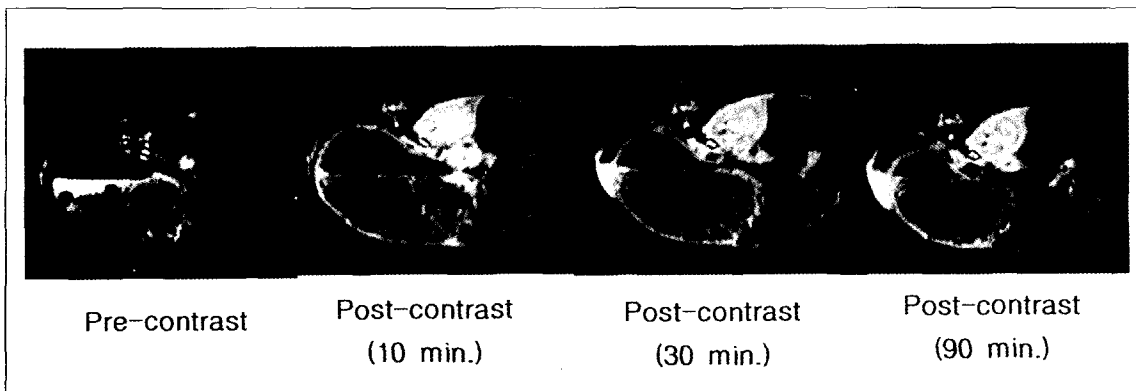 Pre-contrast
Post-contrast
(10 min.)
Post-contrast
(30 min.)
Post-contrast
(90 min.)